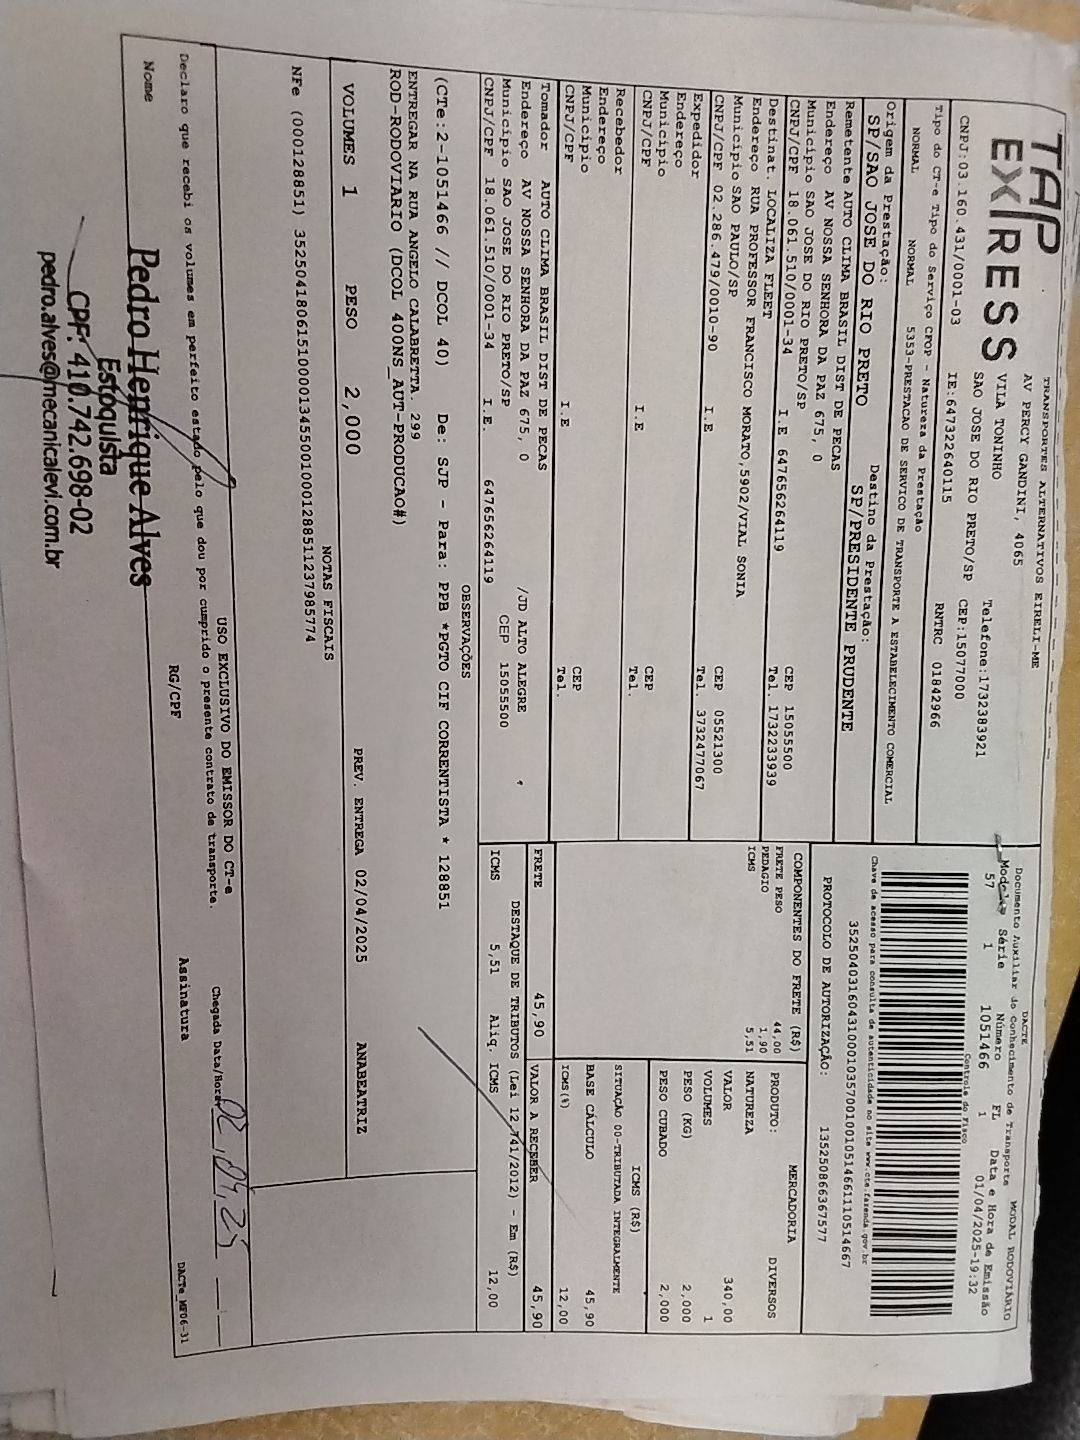 TAP
EXPRESS
TRANSPORTES ALTERNATIVOS EIRELI-ME
AV PERCY GANDINI, 4065
VILA TONINHO
SAO JOSE DO RIO PRETO/SP
Telefone:1732383921
CEP:15077000
CNPJ:03.160.431/0001-03 IE:647322640115 RNTRC 01842966
Tipo do CT-e Tipo do Serviço CFOP - Natureza da Prestação
NORMAL NORMAL 5353-PRESTACAO DE SERVICO DE TRANSPORTE A ESTABELECIMENTO COMERCIAL
Origem da Prestação: Destino da Prestação:
SP/SAO JOSE DO RIO PRETO SP/PRESIDENTE PRUDENTE
DACTE
Documento Auxiliar do Conhecimento de Transporte MODAL RODOVIÁRIO
Modelo Série Número FL Data e Hora de Emissão
57 1 1051466 1 01/04/2025-19:32
Controle do Fisco
Chave de acesso para consulta de autenticidade no site www.cte.fazenda.gov.br
PROTOCOLO DE AUTORIZAÇÃO: 135250866367577
Remetente AUTO CLIMA BRASIL DIST DE PECAS
Endereço AV NOSSA SENHORA DA PAZ 675, 0
Município SAO JOSE DO RIO PRETO/SP CEP 15055500
CNPJ/CPF 18.061.510/0001-34 I.E 647656264119 Tel. 1732233939
Destinat. LOCALIZA FLEET
Endereço RUA PROFESSOR FRANCISCO MORATO,5902/VIAL SONIA
Município SAO PAULO/SP CEP 05521300
CNPJ/CPF 02.286.479/0010-90 I.E Tel. 3732477067
Expedidor
Endereço
Município CEP
CNPJ/CPF I.E Tel.
Recebedor
Endereço
Município CEP
CNPJ/CPF I.E Tel.
Tomador AUTO CLIMA BRASIL DIST DE PECAS
Endereço AV NOSSA SENHORA DA PAZ 675, 0 /JD ALTO ALEGRE
Município SAO JOSE DO RIO PRETO/SP CEP 15055500
CNPJ/CPF 18.061.510/0001-34 I.E. 647656264119
COMPONENTES DO FRETE (R$)
FRETE PESO 44,00
PEDAGIO 1,90
ICMS 5,51
PRODUTO: MERCADORIA DIVERSOS
NATUREZA
VALOR 340,00
VOLUMES 1
PESO (KG) 2,000
PESO CUBADO 2,000
ICMS (R$)
SITUAÇÃO 00-TRIBUTADA INTEGRALMENTE
BASE CÁLCULO 45,90
ICMS(%) 12,00
FRETE 45,90 VALOR A RECEBER 45,90
DESTAQUE DE TRIBUTOS (Lei 12.741/2012) - Em (R$)
ICMS 5,51 Aliq. ICMS 12,00
OBSERVAÇÕES
(CTe:2-1051466 // DCOL 40) De: SJP - Para: PPB *PGTO CIF CORRENTISTA * 128851
ENTREGAR NA RUA ANGELO CALABRETTA. 299
ROD-RODOVIARIO (DCOL 400NS_AUT-PRODUCAO#)
VOLUMES 1 PESO 2,000 PREV. ENTREGA 02/04/2025 ANABEATRIZ
NOTAS FISCAIS
USO EXCLUSIVO DO EMISSOR DO CT-e
Declaro que recebi os volumes em perfeito estado pelo que dou por cumprido o presente contrato de transporte.
Chegada Data/Hora: 02,04,25
Nome RG/CPF Assinatura
DACTe_MF06-31
Pedro Henrique Alves
Estoquista
CPF: 410.742.698-02
pedro.alves@mecanicalevi.com.br